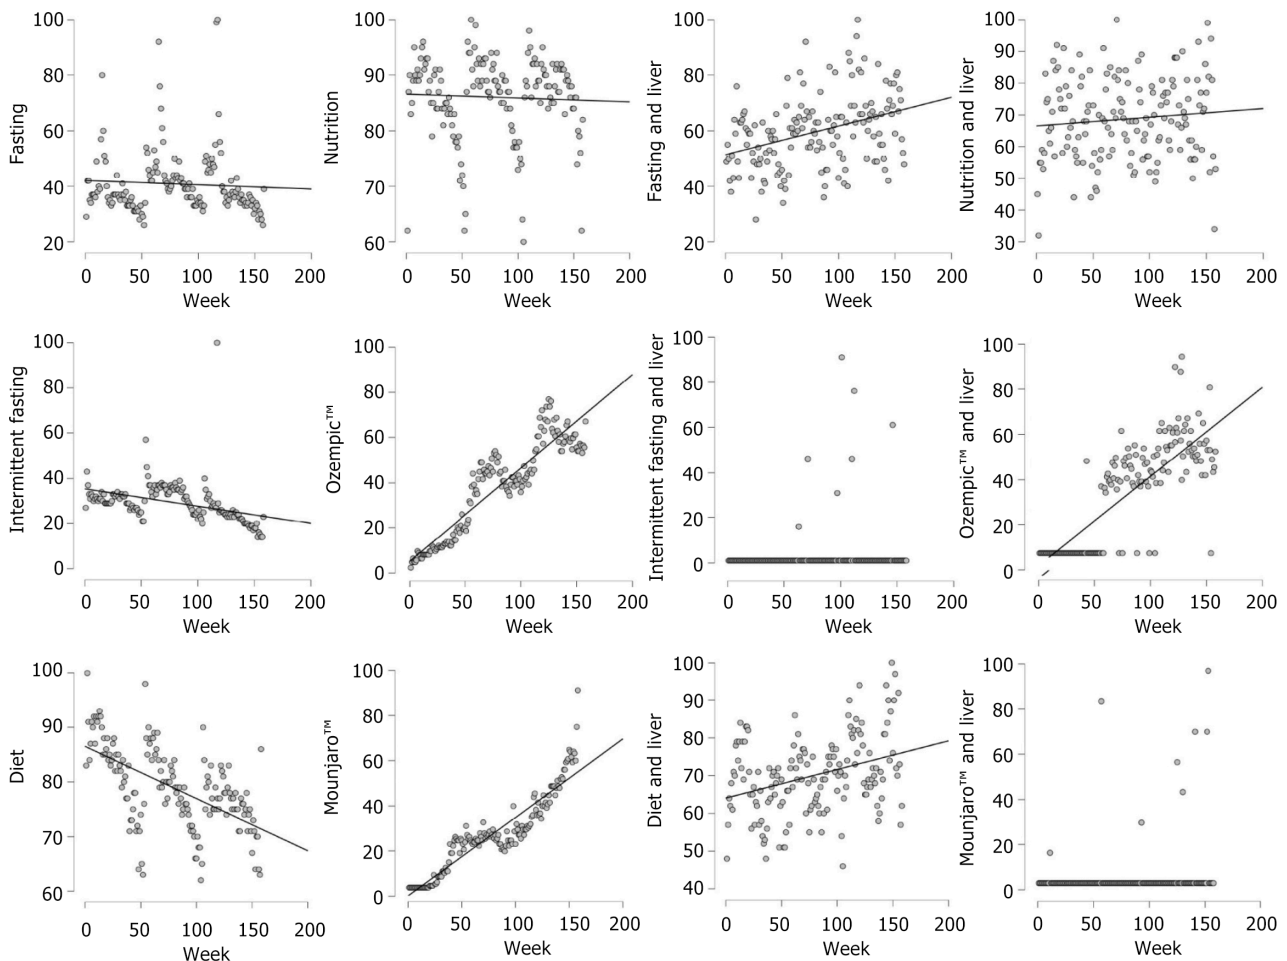 Fasting
100
80
60
40
20
0 50 100 150 200
Week
Nutrition
100
90
80
70
60
0 50 100 150 200
Week
Fasting and liver
100
80
60
40
20
0 50 100 150 200
Week
Nutrition and liver
100
90
80
70
60
50
40
30
0 50 100 150 200
Week
Intermittent fasting
100
80
60
40
20
0
0 50 100 150 200
Week
Ozempic™
100
80
60
40
20
0
0 50 100 150 200
Week
Intermittent fasting and liver
100
80
60
40
20
0
0 50 100 150 200
Week
Ozempic™ and liver
100
80
60
40
20
0
0 50 100 150 200
Week
Diet
100
90
80
70
60
0 50 100 150 200
Week
Mounjaro™
100
80
60
40
20
0
0 50 100 150 200
Week
Diet and liver
100
90
80
70
60
50
40
0 50 100 150 200
Week
Mounjaro™ and liver
100
80
60
40
20
0
0 50 100 150 200
Week